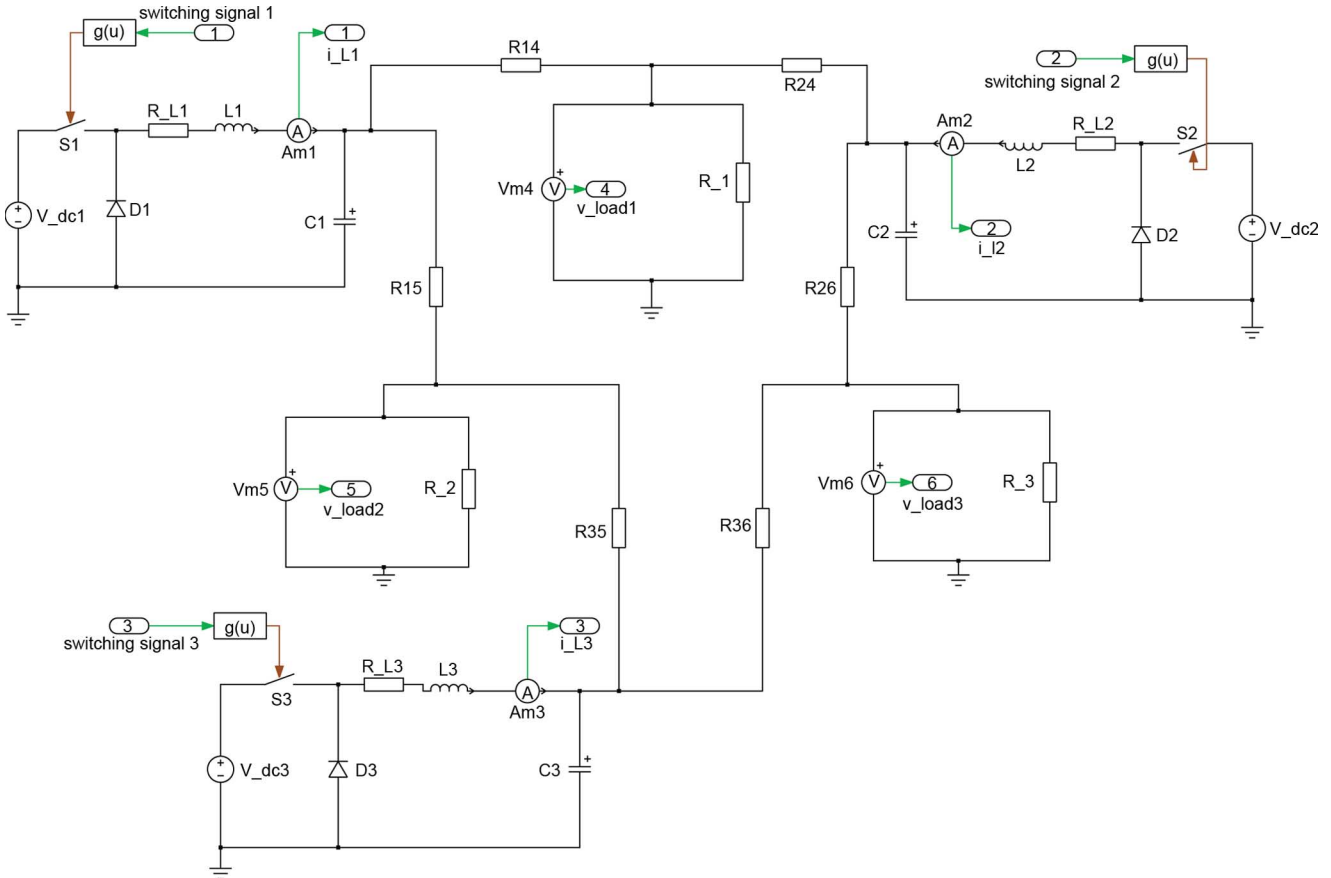 switching signal 1
g(u)
1
1
i_L1
R14
R24
2
g(u)
switching signal 2
R_L1
L1
A
Am1
S1
Am2
A
L2
R_L2
S2
V_dc1
D1
C1
Vm4
V
4
v_load1
R_1
C2
2
i_l2
D2
V_dc2
R15
R26
Vm5
V
5
v_load2
R_2
R35
R36
Vm6
V
6
v_load3
R_3
3
g(u)
switching signal 3
3
i_L3
R_L3
L3
A
Am3
S3
V_dc3
D3
C3